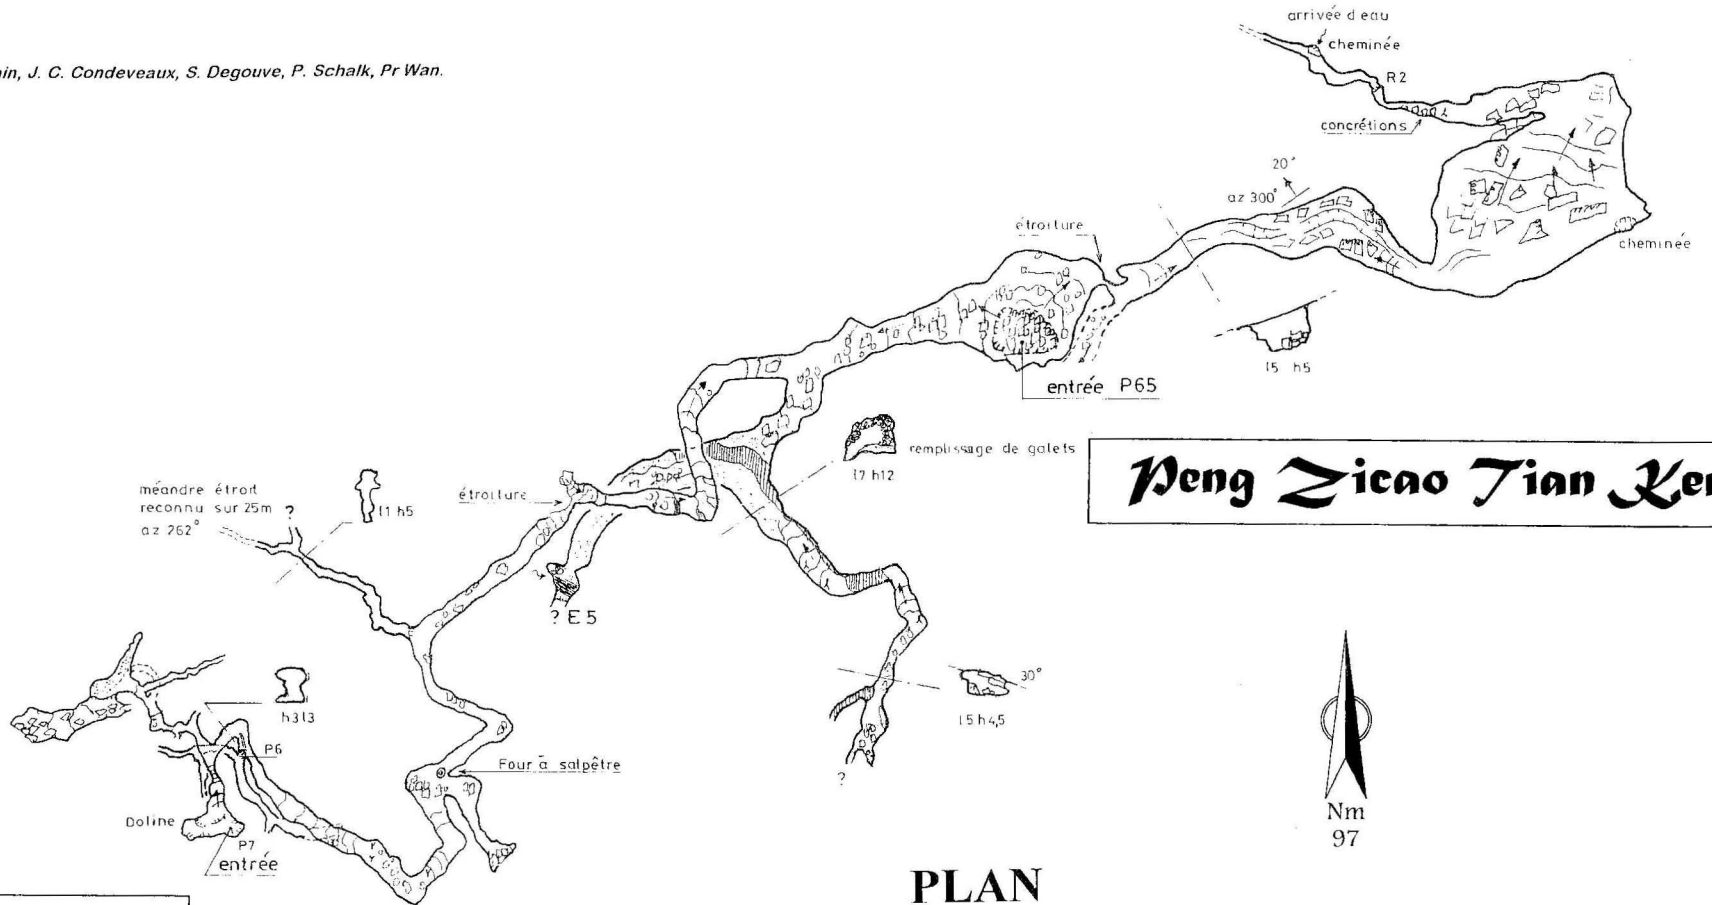 in, J. C. Condeveaux, S. Degouve, P. Schalk, Pr Wan.
arrivée d eau
cheminée
R2
concrétions
20°
az 300°
étroiture
cheminée
l5 h5
entrée P65
remplissage de galets
l7 h12
Peng Zicao Tian Ken
méandre étroit
reconnu sur 25m
az 262°
?
l1 h5
étroiture
? E5
30°
l5 h4,5
?
h3 l3
P6
Four à salpêtre
Doline
P7
entrée
Nm
97
PLAN